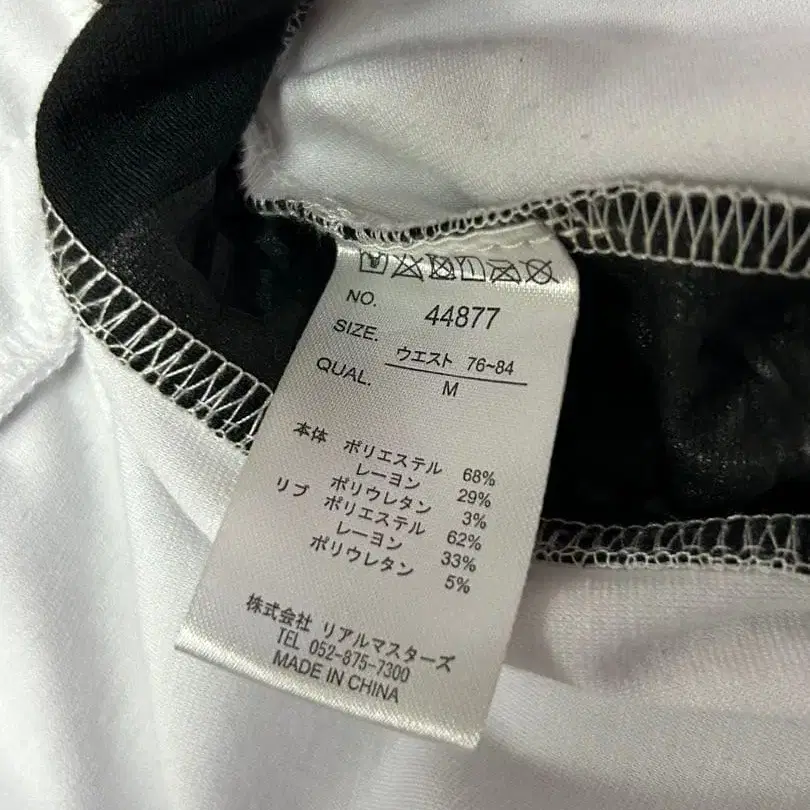 NO. 44877
SIZE. ウエスト 76~84
QUAL. M
本体 ポリエステル 68%
レーヨン 29%
ポリウレタン 3%
リブ ポリエステル 62%
レーヨン 33%
ポリウレタン 5%
株式会社 リアルマスターズ
TEL 052-875-7300
MADE IN CHINA